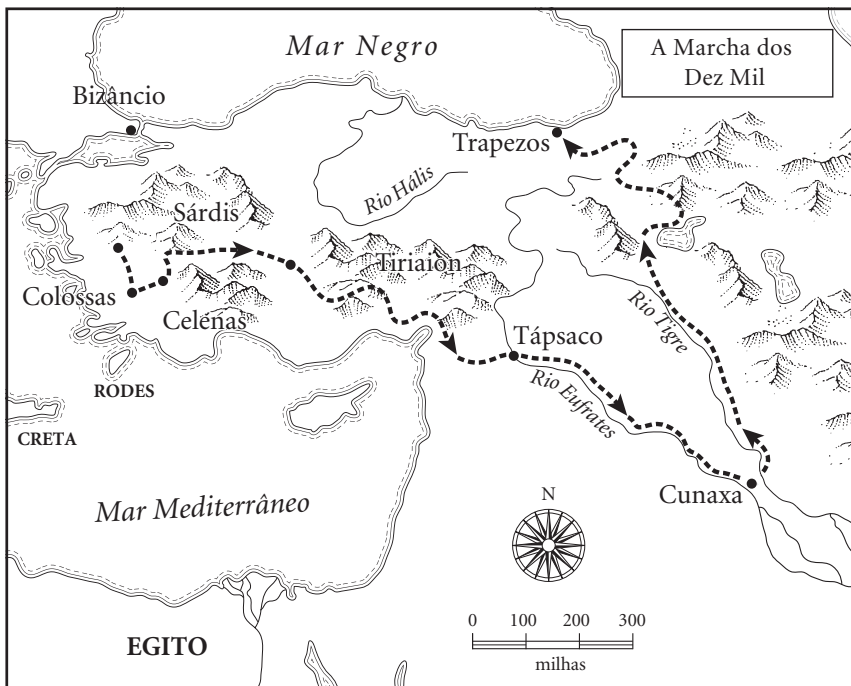 A Marcha dos
Dez Mil
Mar Negro
Bizâncio
Trapezos
Rio Hális
Sárdis
Tiriaion
Colossas
Celenas
Rio Tigre
Tápsaco
RODES
Rio Eufrates
CRETA
Cunaxa
Mar Mediterrâneo
N
0 100 200 300
milhas
EGITO